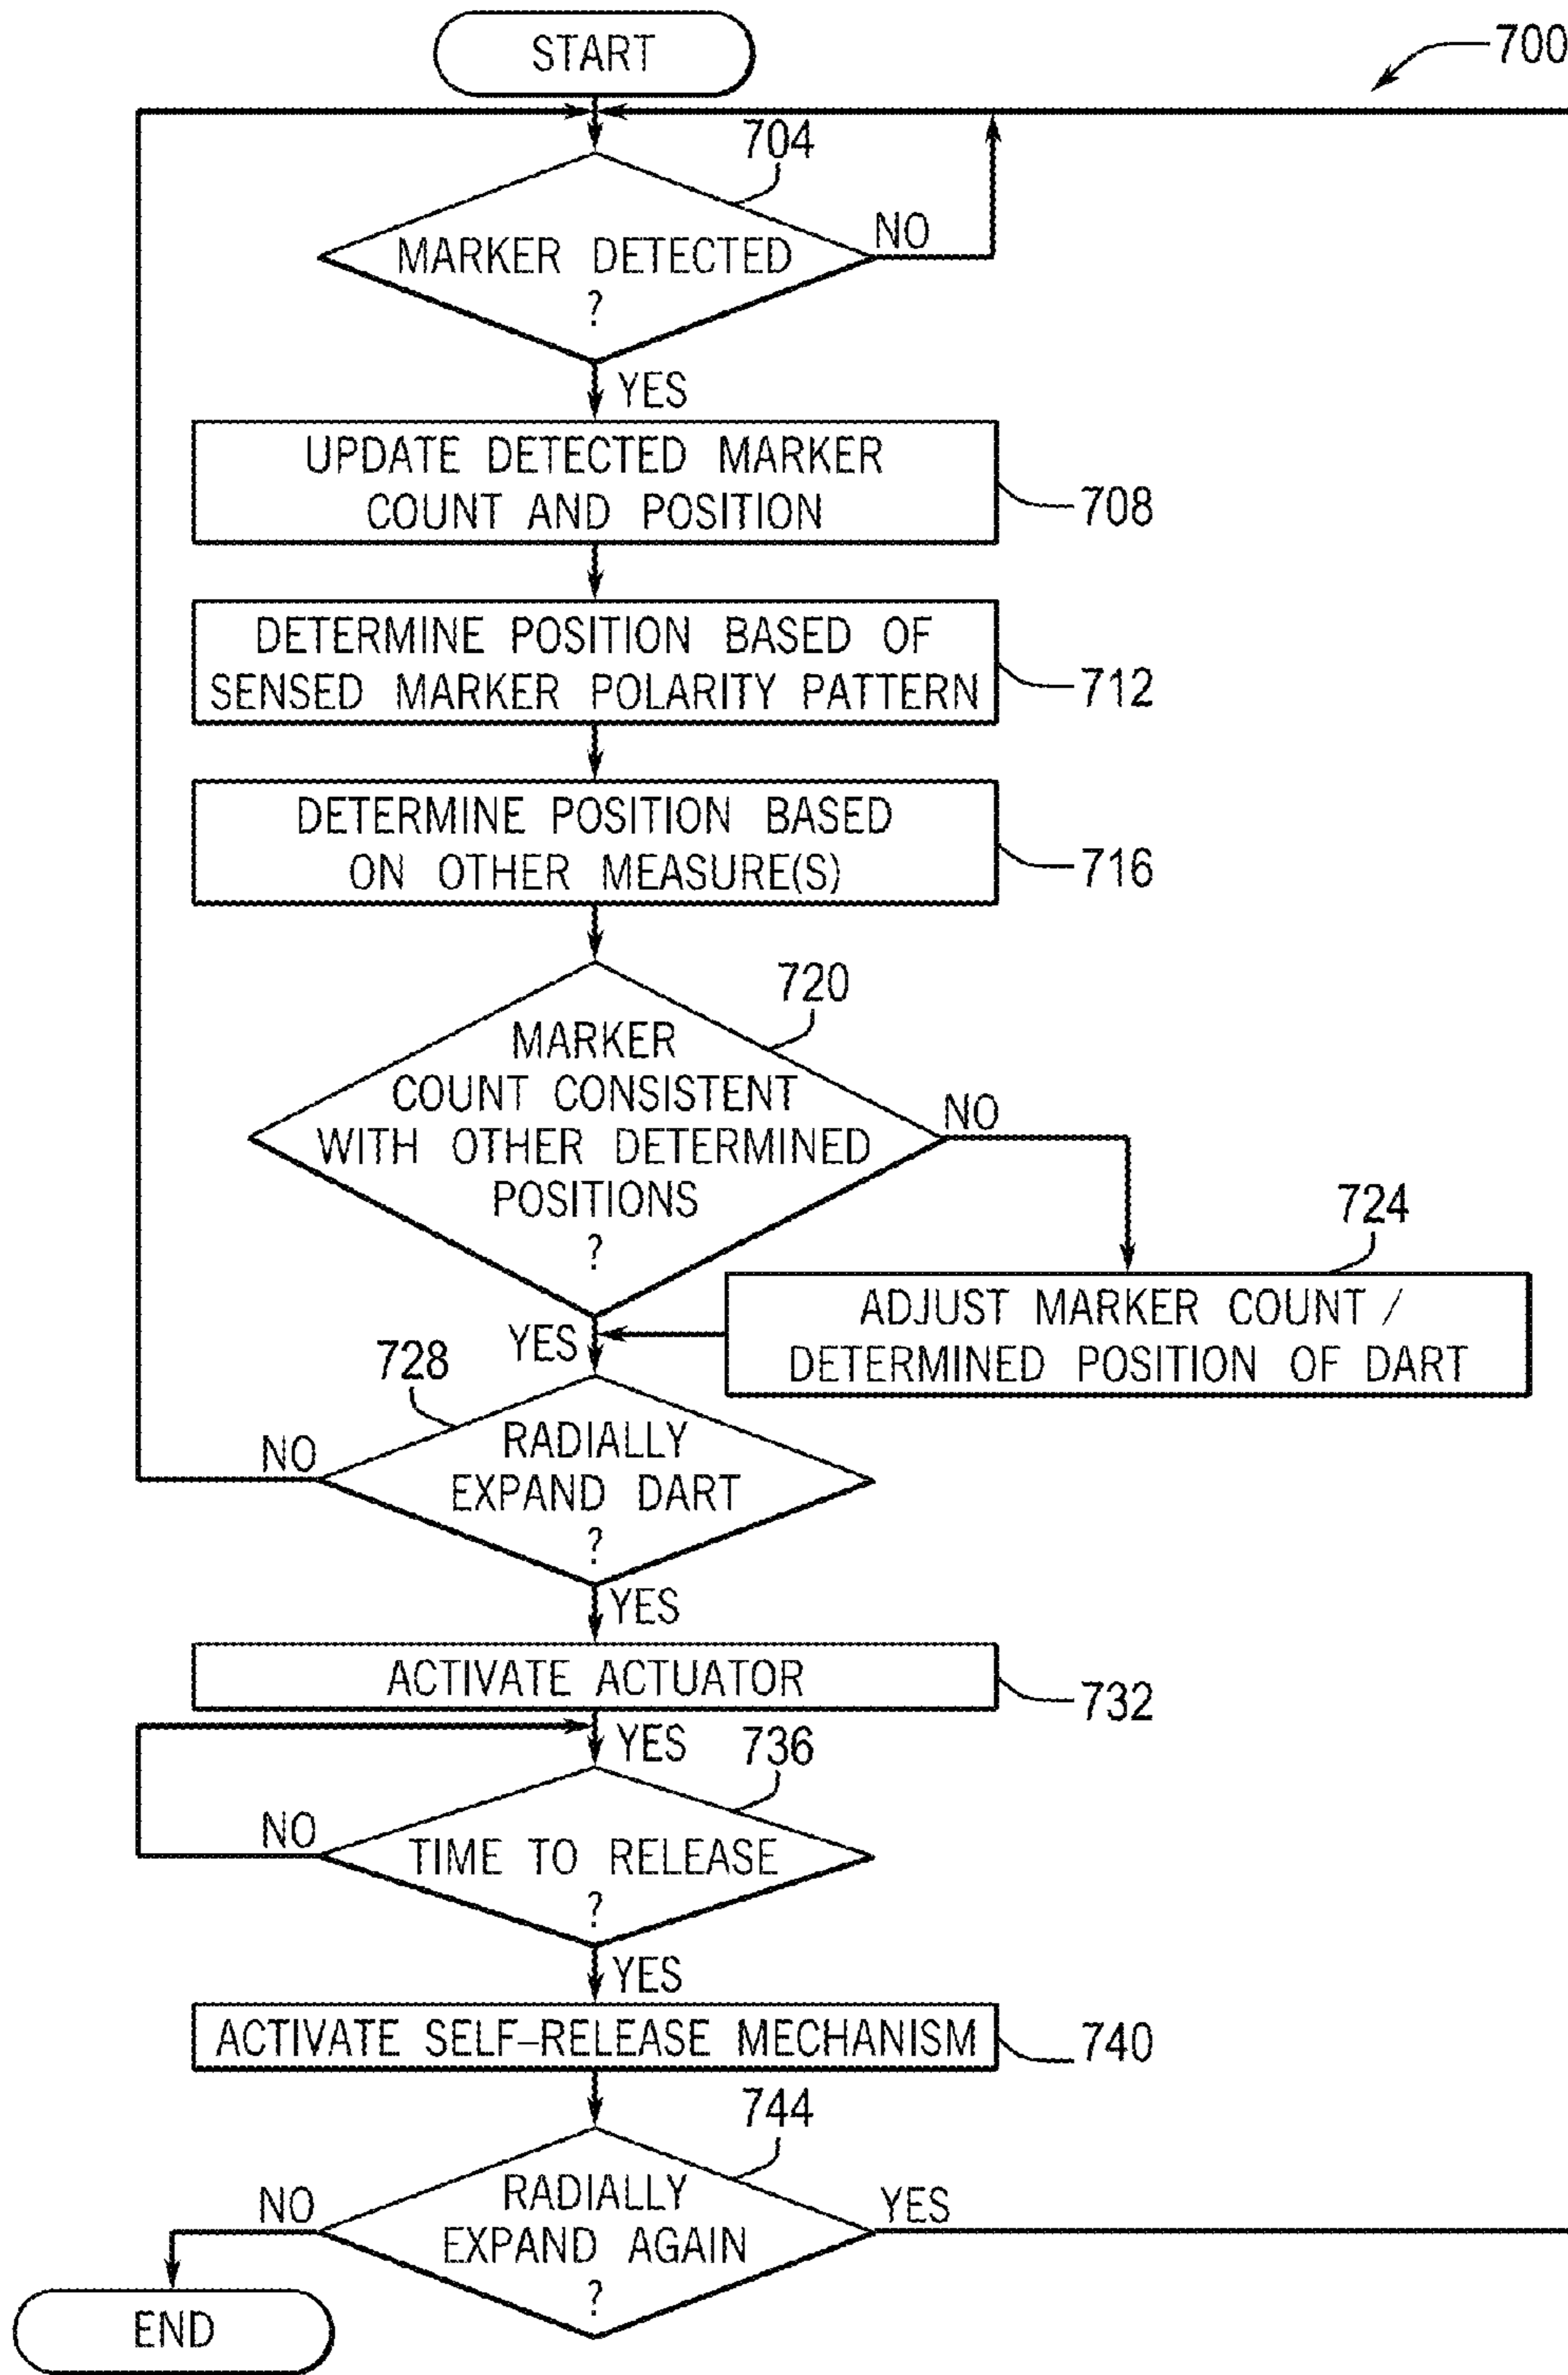 START
700
704
MARKER DETECTED
?
NO
YES
UPDATE DETECTED MARKER
COUNT AND POSITION
708
DETERMINE POSITION BASED OF
SENSED MARKER POLARITY PATTERN
712
DETERMINE POSITION BASED
ON OTHER MEASURE(S)
716
720
MARKER
COUNT CONSISTENT
WITH OTHER DETERMINED
POSITIONS
?
NO
724
ADJUST MARKER COUNT /
DETERMINED POSITION OF DART
YES
728
RADIALLY
EXPAND DART
?
NO
YES
ACTIVATE ACTUATOR
732
YES
736
NO
TIME TO RELEASE
?
YES
ACTIVATE SELF–RELEASE MECHANISM
740
744
RADIALLY
EXPAND AGAIN
?
NO
YES
END